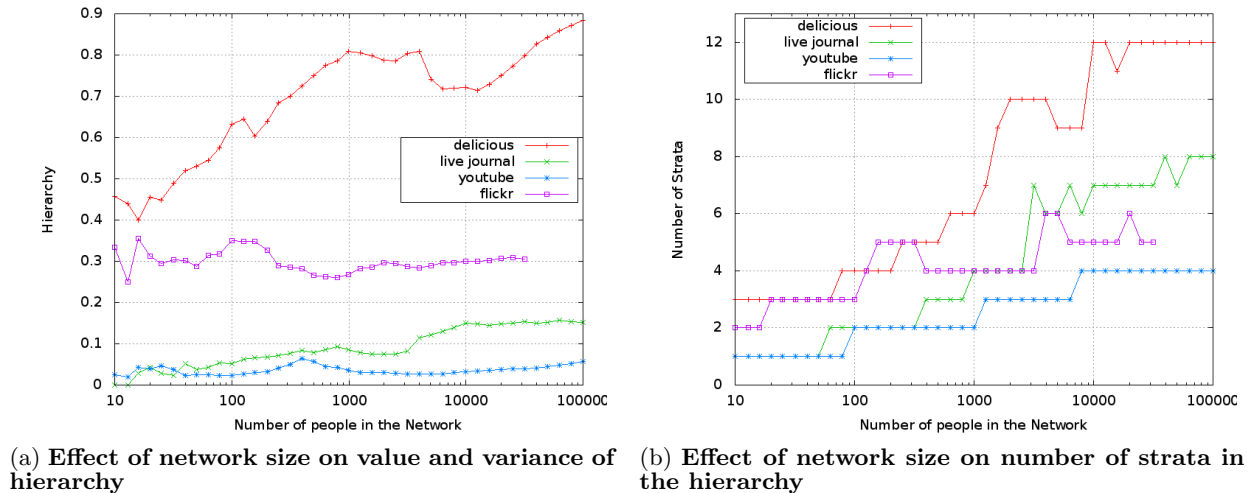 0.9
0.8
0.7
0.6
0.5
0.4
0.3
0.2
0.1
0
Hierarchy
delicious
live journal
youtube
flickr
10
100
1000
10000
100000
Number of people in the Network
(a) Effect of network size on value and variance of
hierarchy
12
10
8
6
4
2
0
Number of Strata
delicious
live journal
youtube
flickr
10
100
1000
10000
100000
Number of people in the Network
(b) Effect of network size on number of strata in
the hierarchy